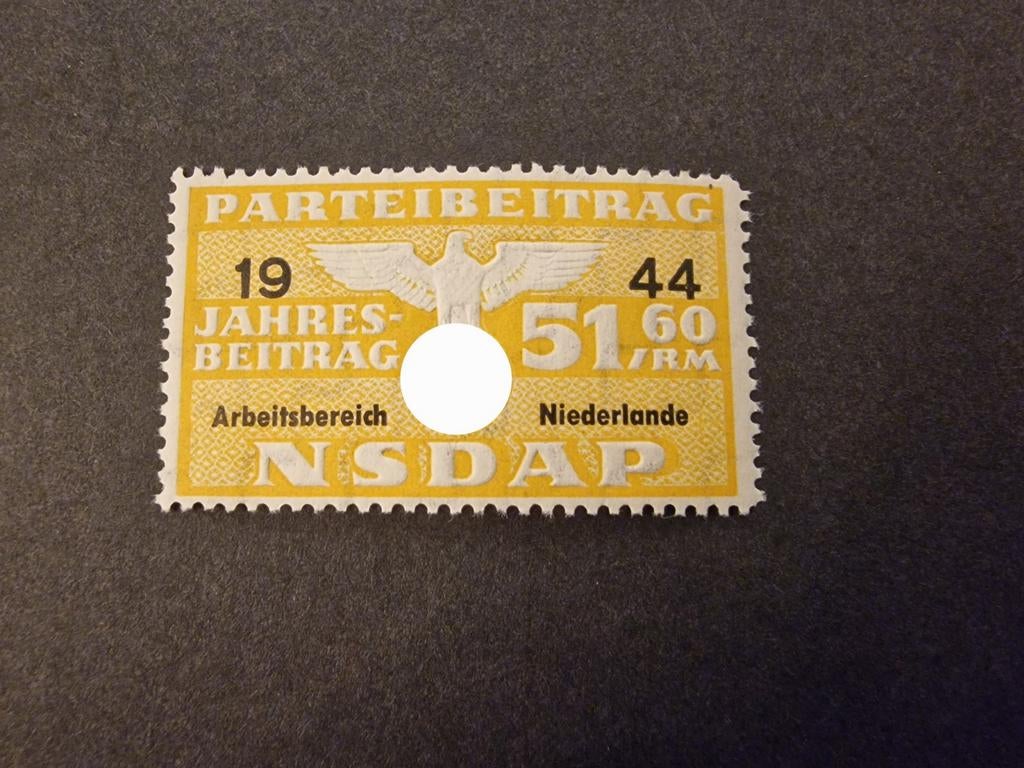 PARTEIBEITRAG
19 44
JAHRES-
BEITRAG
51 60 /RM
Arbeitsbereich Niederlande
NSDAP